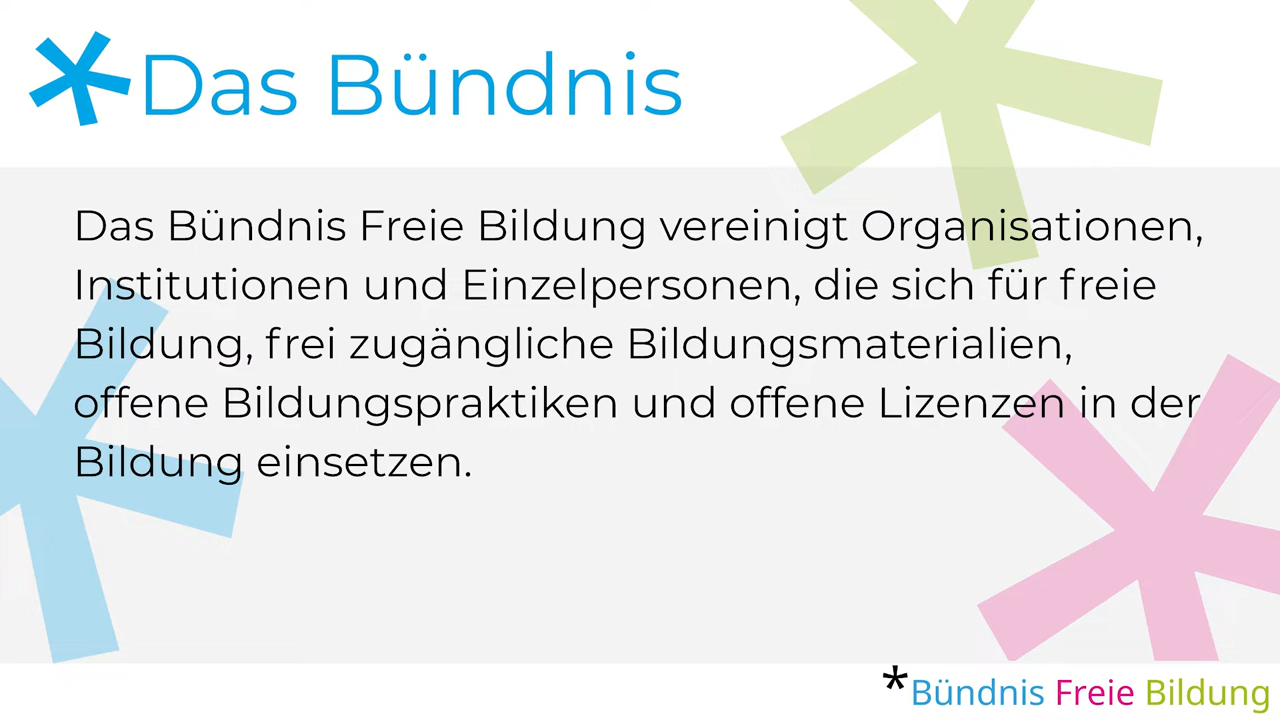 Das Bündnis
Das Bündnis Freie Bildung vereinigt Organisationen,
Institutionen und Einzelpersonen, die sich für freie
Bildung, frei zugängliche Bildungsmaterialien,
offene Bildungspraktiken und offene Lizenzen in der
Bildung einsetzen.
*Bündnis Freie Bildung